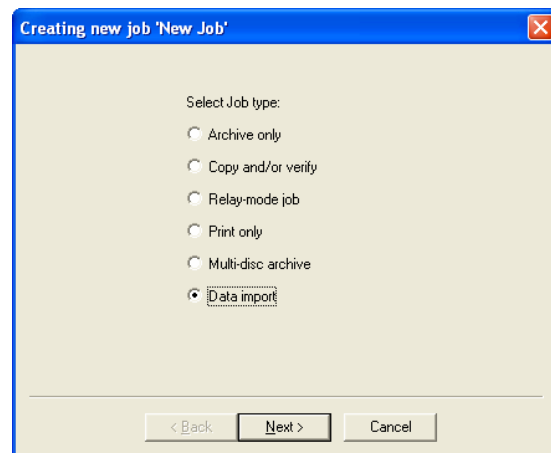 Creating new job 'New Job'
Select Job type:
Archive only
Copy and/or verify
Relay-mode job
Print only
Multi-disc archive
Data import
< Back Next > Cancel